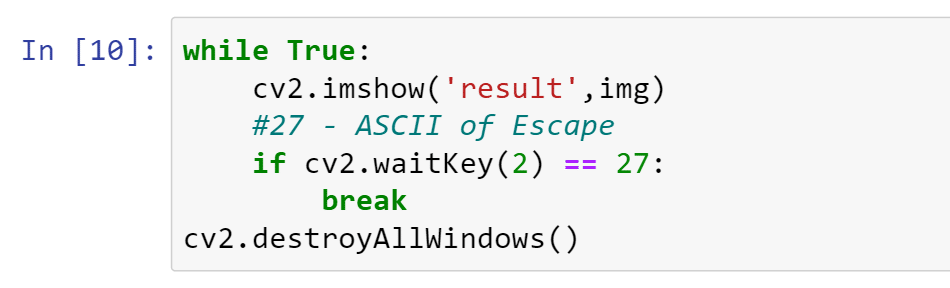 In [10]: while True:
    cv2.imshow('result',img)
    #27 - ASCII of Escape
    if cv2.waitKey(2) == 27:
        break
cv2.destroyAllWindows()